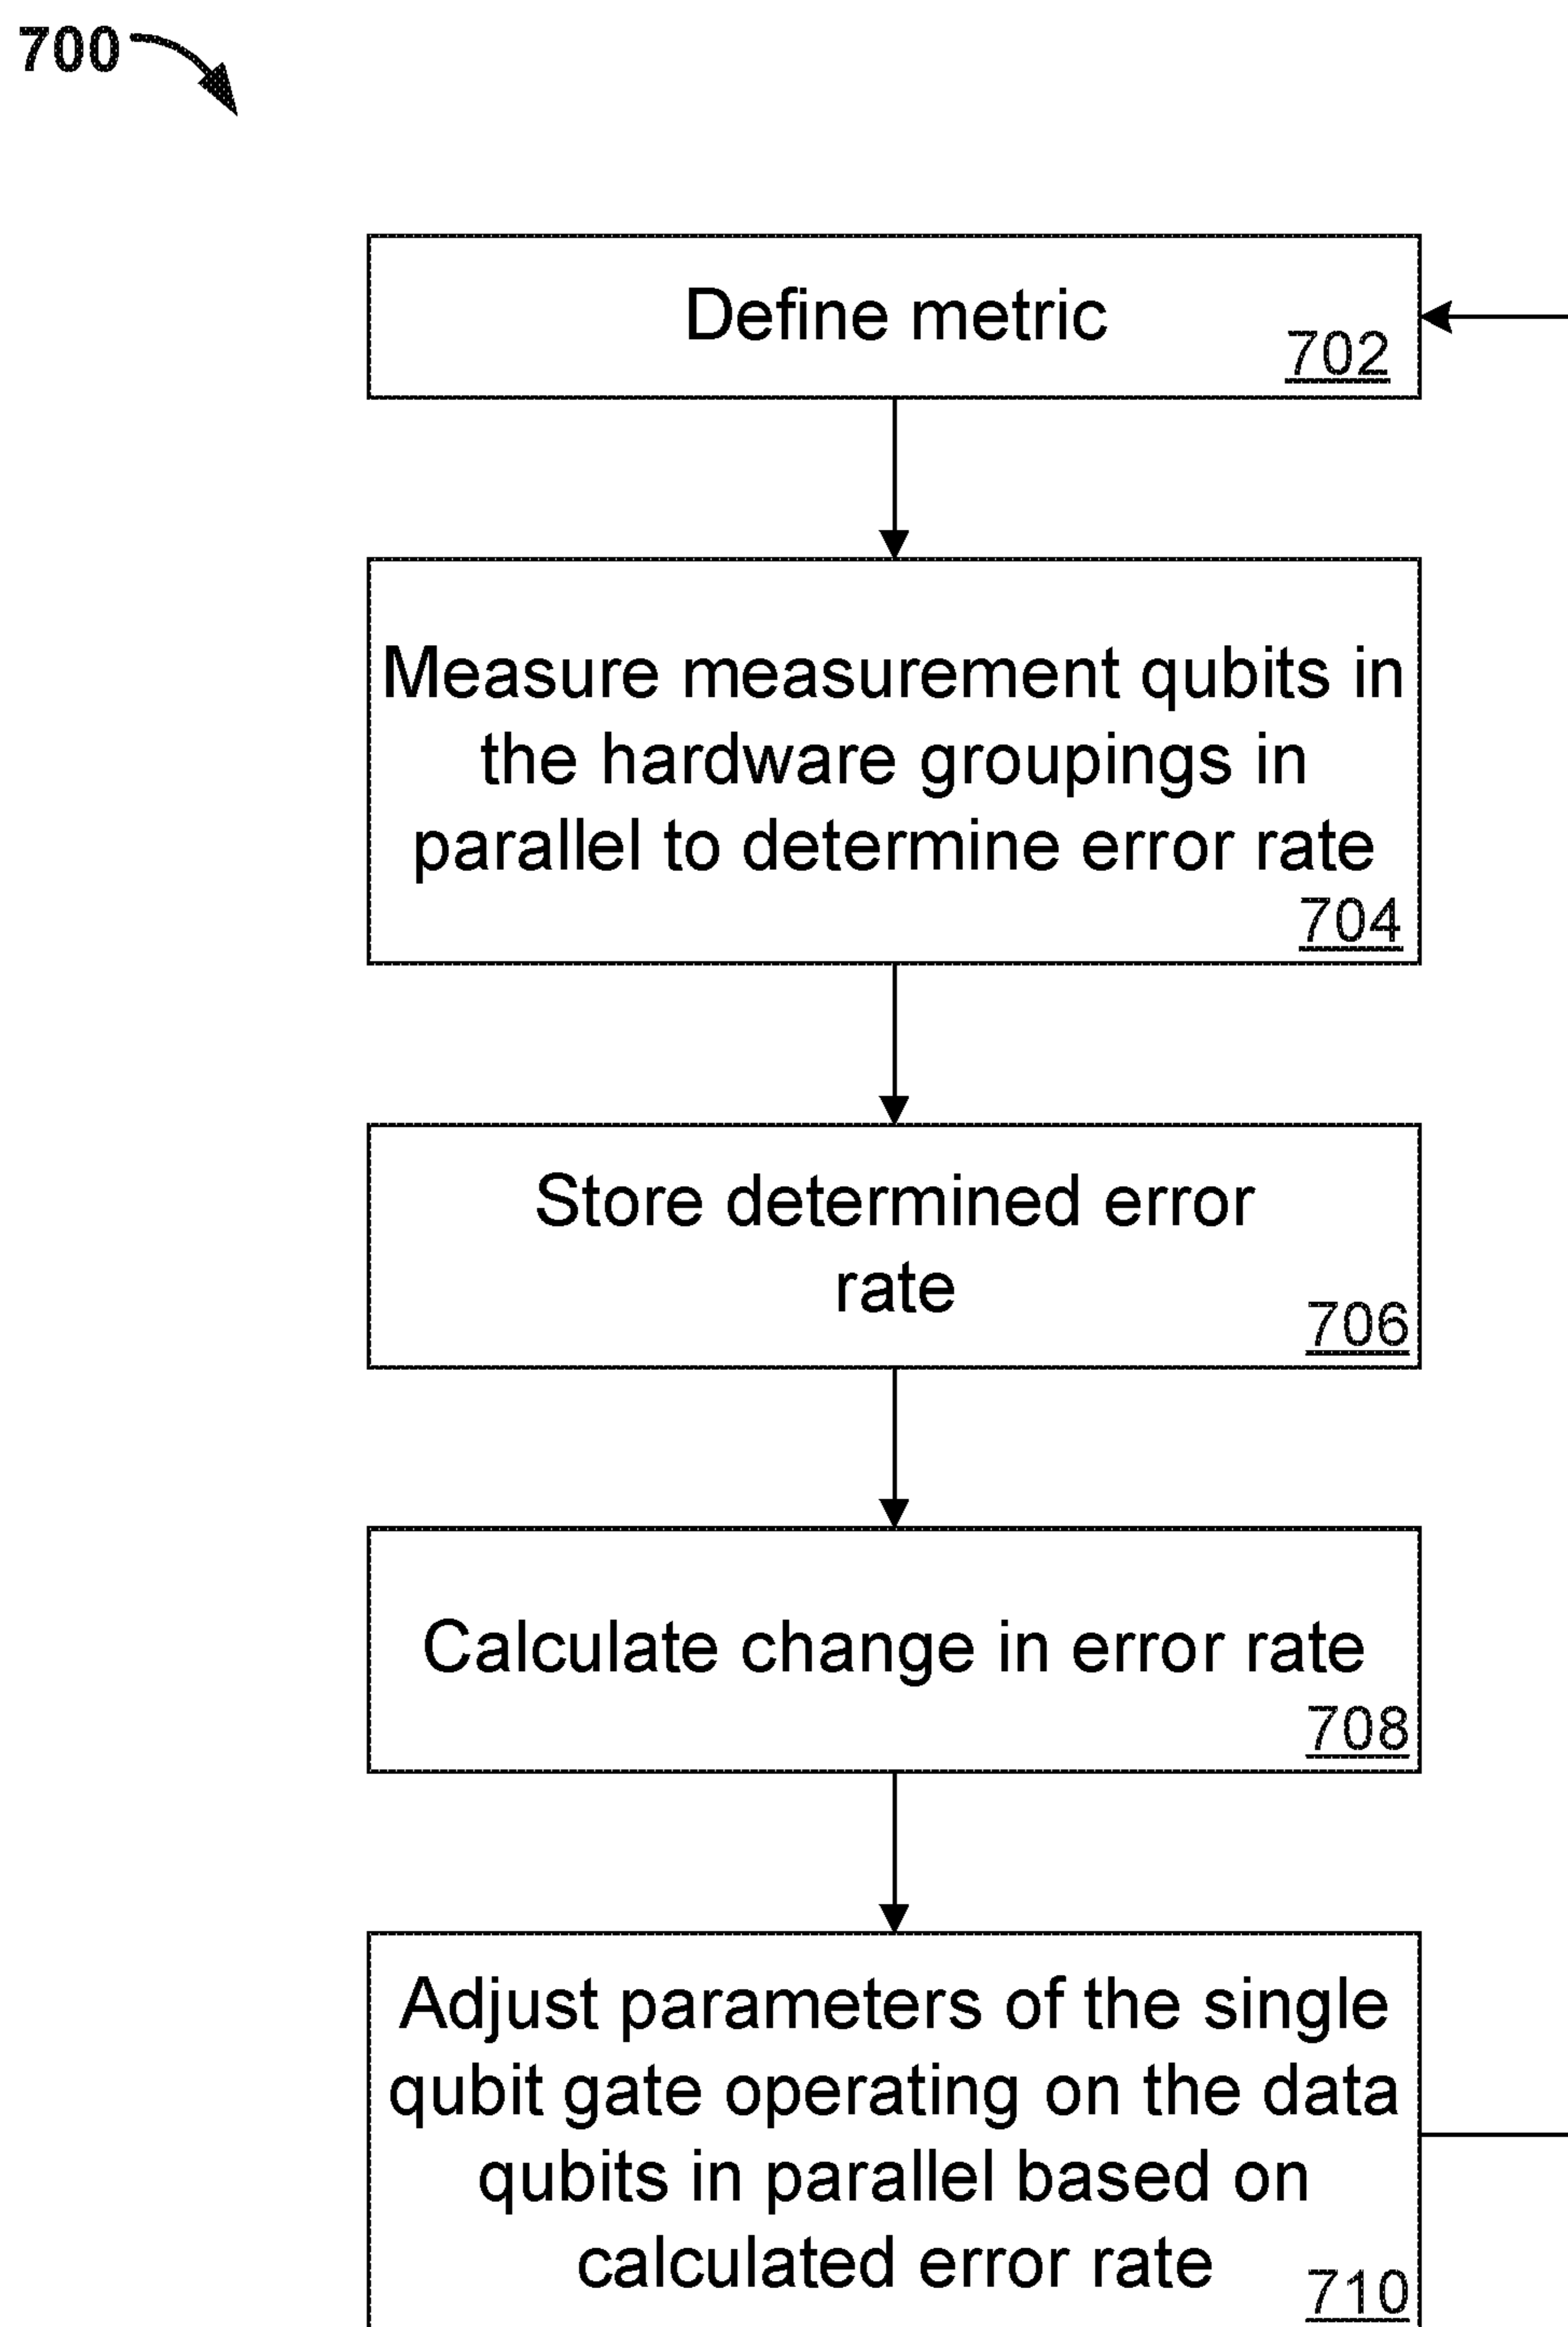 700
Define metric
702
Measure measurement qubits in
the hardware groupings in
parallel to determine error rate
704
Store determined error
rate
706
Calculate change in error rate
708
Adjust parameters of the single
qubit gate operating on the data
qubits in parallel based on
calculated error rate
710